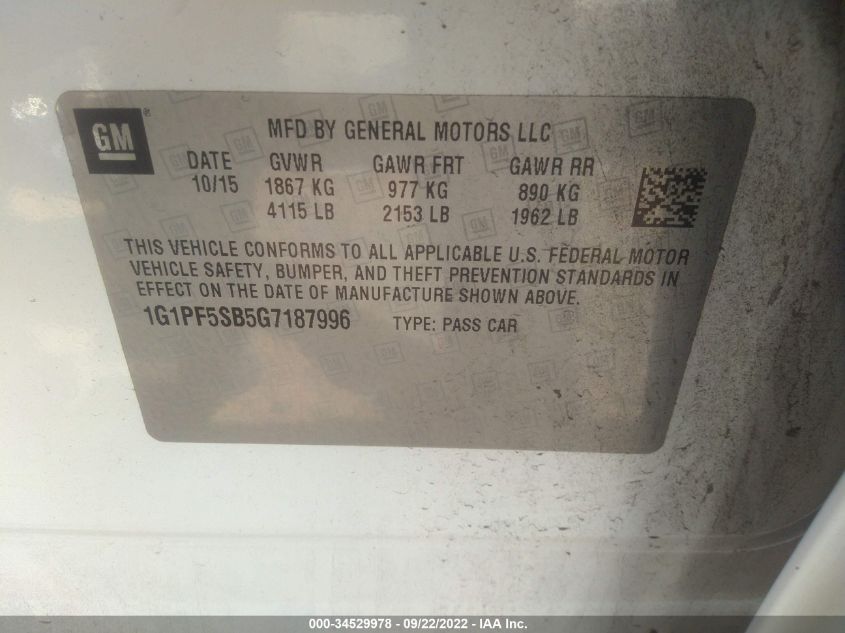 GM ®
MFD BY GENERAL MOTORS LLC
DATE GVWR GAWR FRT GAWR RR
10/15 1867 KG 977 KG 890 KG
4115 LB 2153 LB 1962 LB
THIS VEHICLE CONFORMS TO ALL APPLICABLE U.S. FEDERAL MOTOR
VEHICLE SAFETY, BUMPER, AND THEFT PREVENTION STANDARDS IN
EFFECT ON THE DATE OF MANUFACTURE SHOWN ABOVE.
1G1PF5SB5G7187996 TYPE: PASS CAR
000-34529978 - 09/22/2022 - IAA Inc.